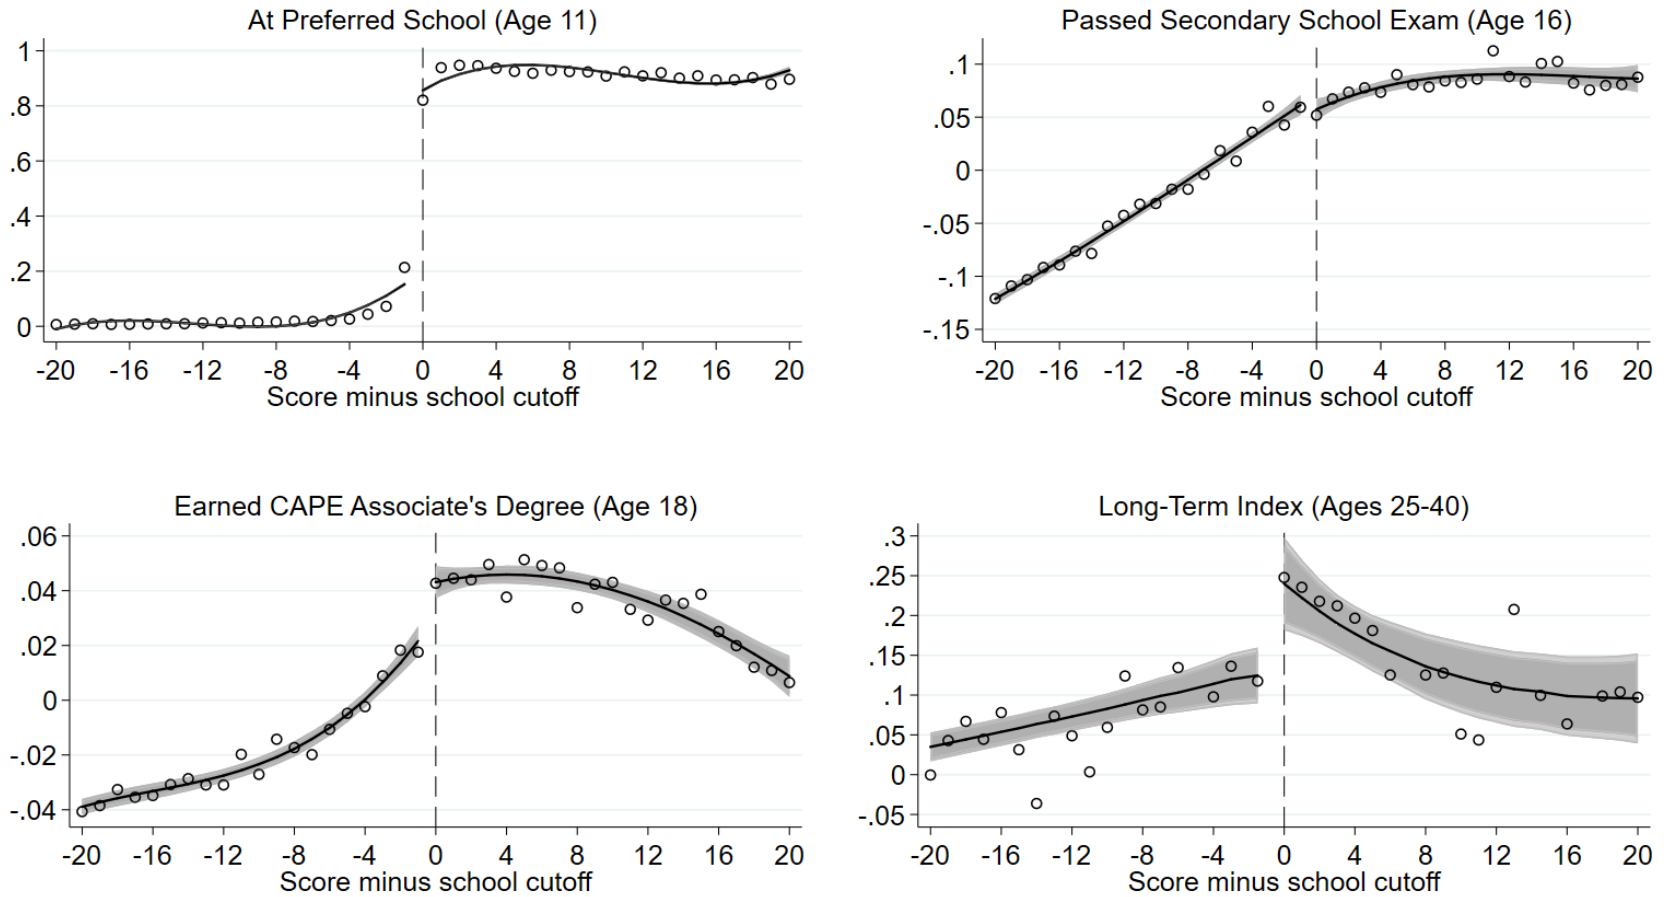 At Preferred School (Age 11)
1
.8
.6
.4
.2
0
-20 -16 -12 -8 -4 0 4 8 12 16 20
Score minus school cutoff
Passed Secondary School Exam (Age 16)
.1
.05
0
-.05
-.1
-.15
-20 -16 -12 -8 -4 0 4 8 12 16 20
Score minus school cutoff
Earned CAPE Associate's Degree (Age 18)
.06
.04
.02
0
-.02
-.04
-20 -16 -12 -8 -4 0 4 8 12 16 20
Score minus school cutoff
Long-Term Index (Ages 25-40)
.3
.25
.2
.15
.1
.05
0
-.05
-20 -16 -12 -8 -4 0 4 8 12 16 20
Score minus school cutoff